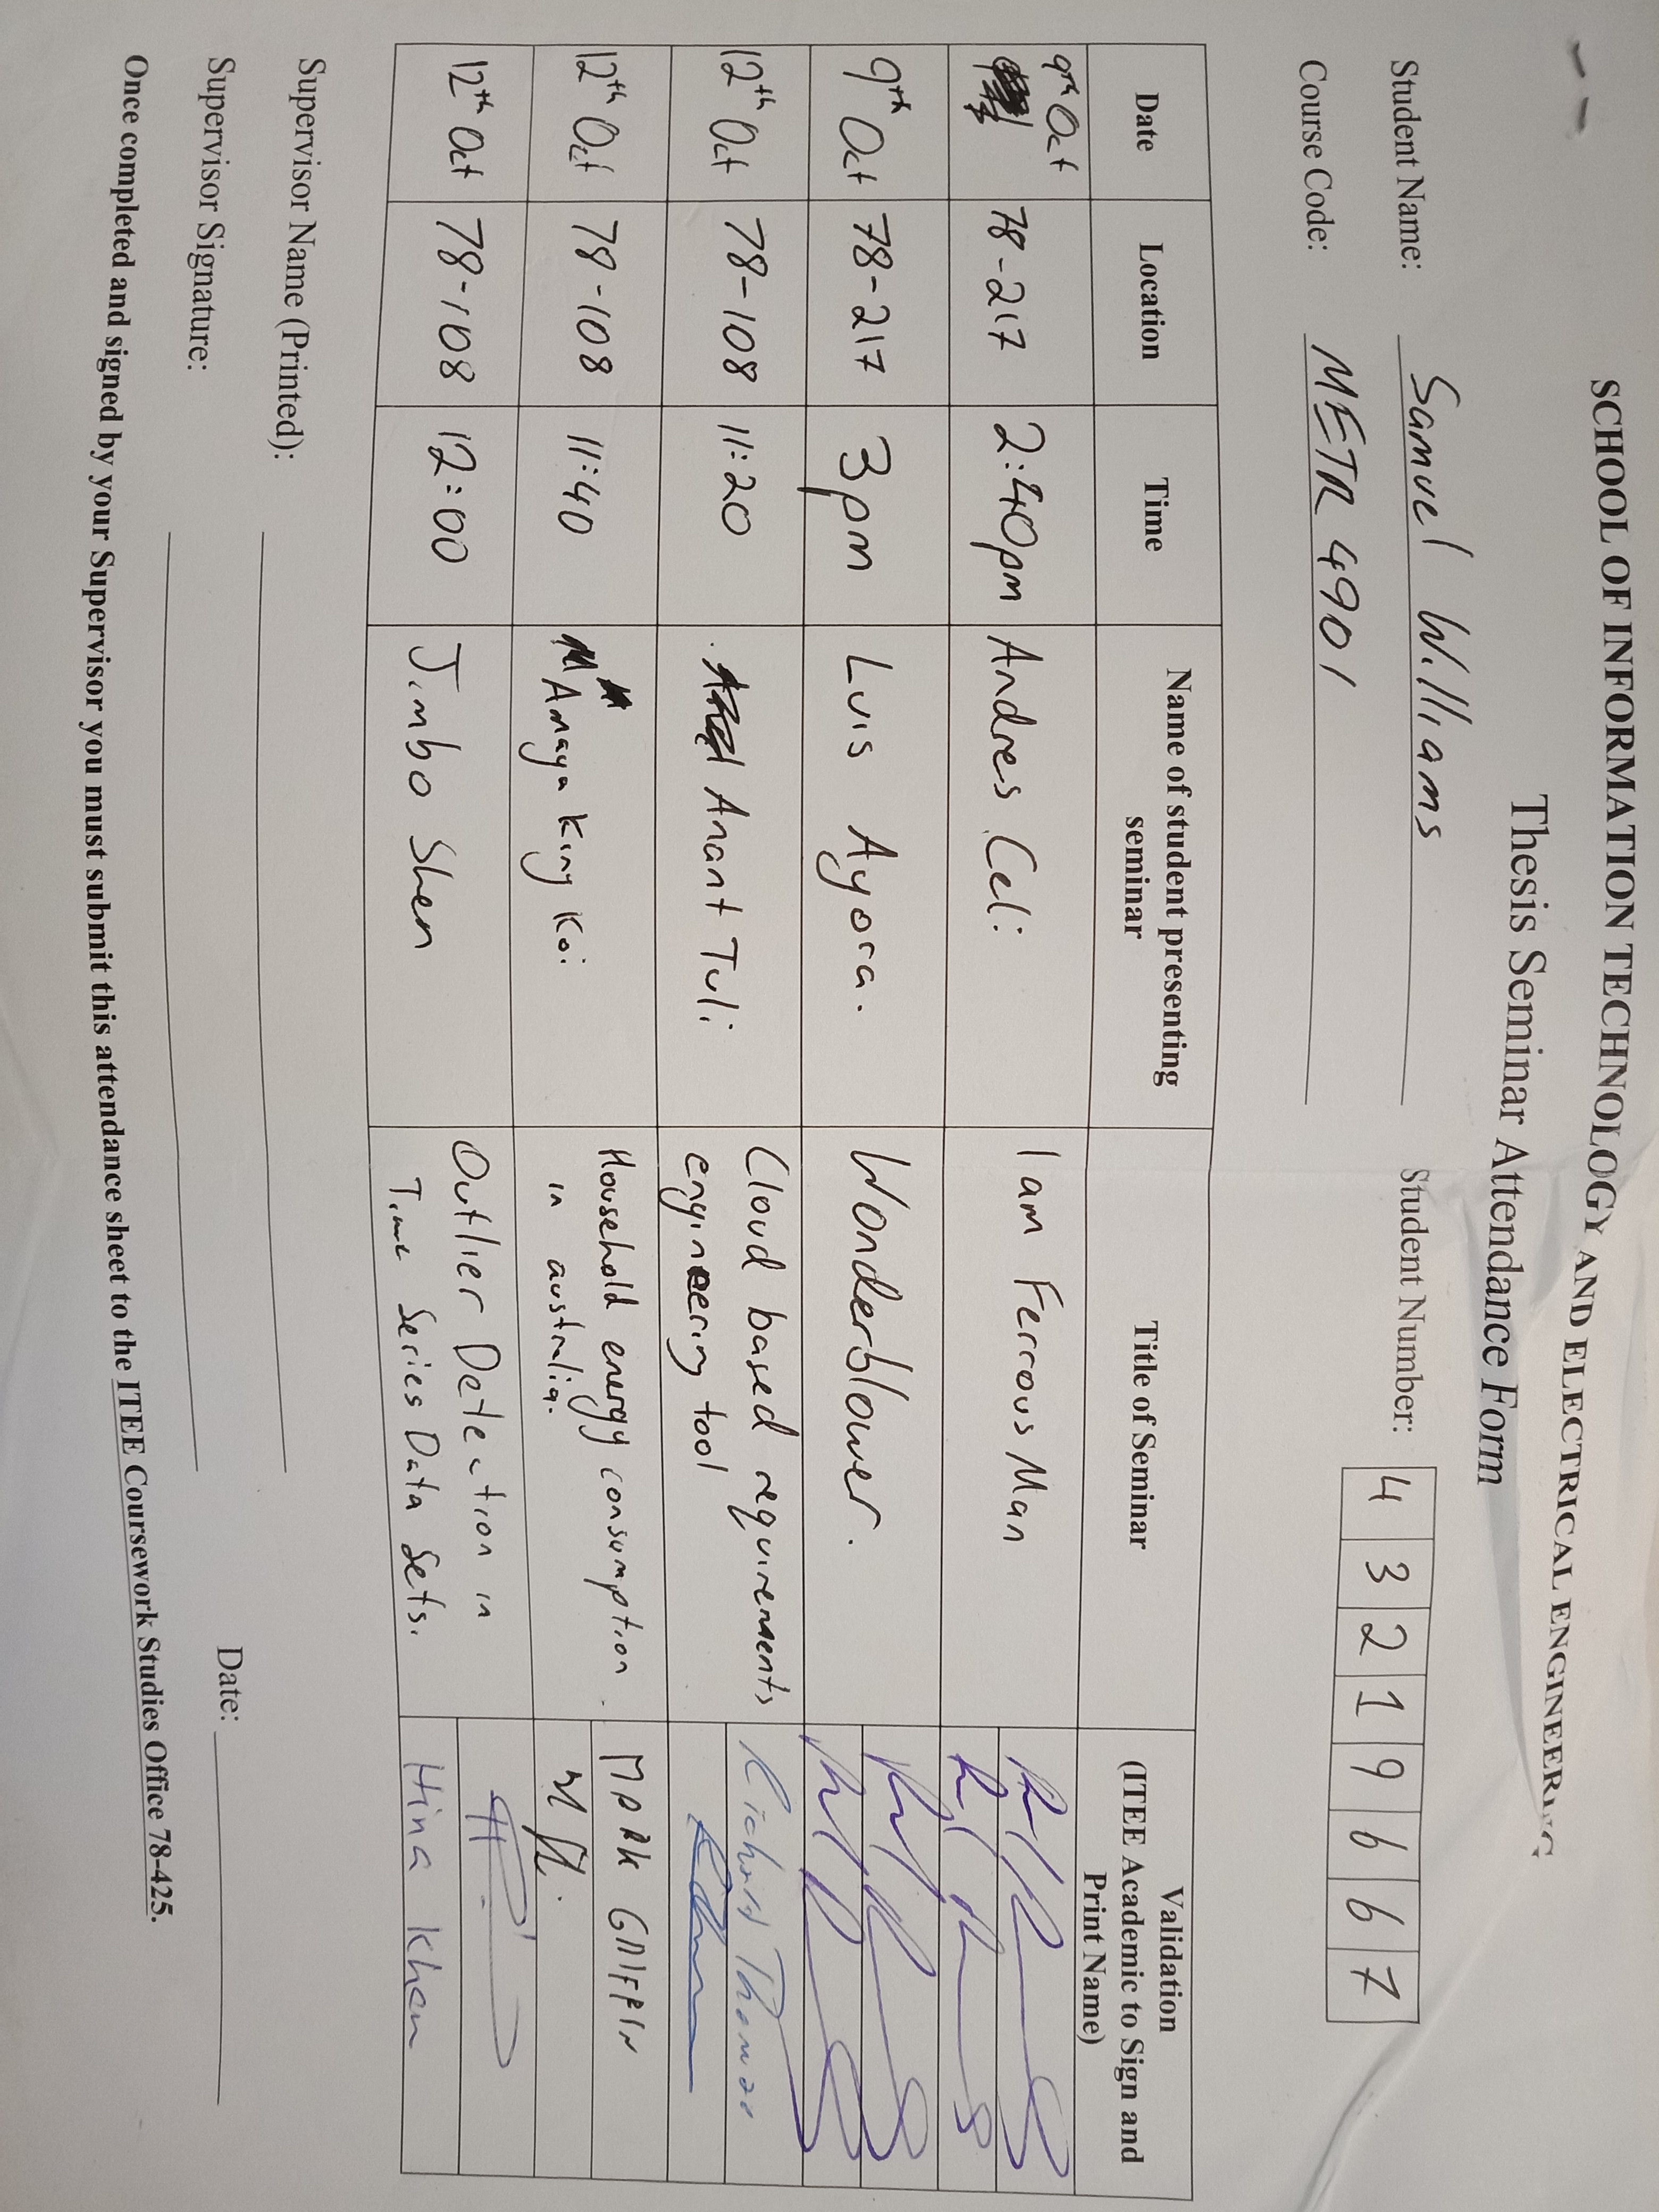 SCHOOL OF INFORMATION TECHNOLOGY AND ELECTRICAL ENGINEERING
Thesis Seminar Attendance Form
Student Name: Samuel Williams Student Number: 4 3 2 1 9 6 6 7
Course Code: METR 4901
Date Location Time Name of student presenting seminar Title of Seminar Validation (ITEE Academic to Sign and Print Name)
9th Oct 78-217 2:40pm Andres Celi I am Ferrous Man
9th Oct 78-217 3pm Luis Ayora. Wonderblower.
12th Oct 78-108 11:20 Anant Tuli Cloud based requirements Richard Thomas
engineering tool
12th Oct 78-108 11:40 Amaya King Koi Household energy consumption MARK GRIFFIN
in australia.
12th Oct 78-108 12:00 Jimbo Shen Outlier Detection in
Time Series Data Sets. Hina Khan
Supervisor Name (Printed):
Supervisor Signature: Date:
Once completed and signed by your Supervisor you must submit this attendance sheet to the ITEE Coursework Studies Office 78-425.